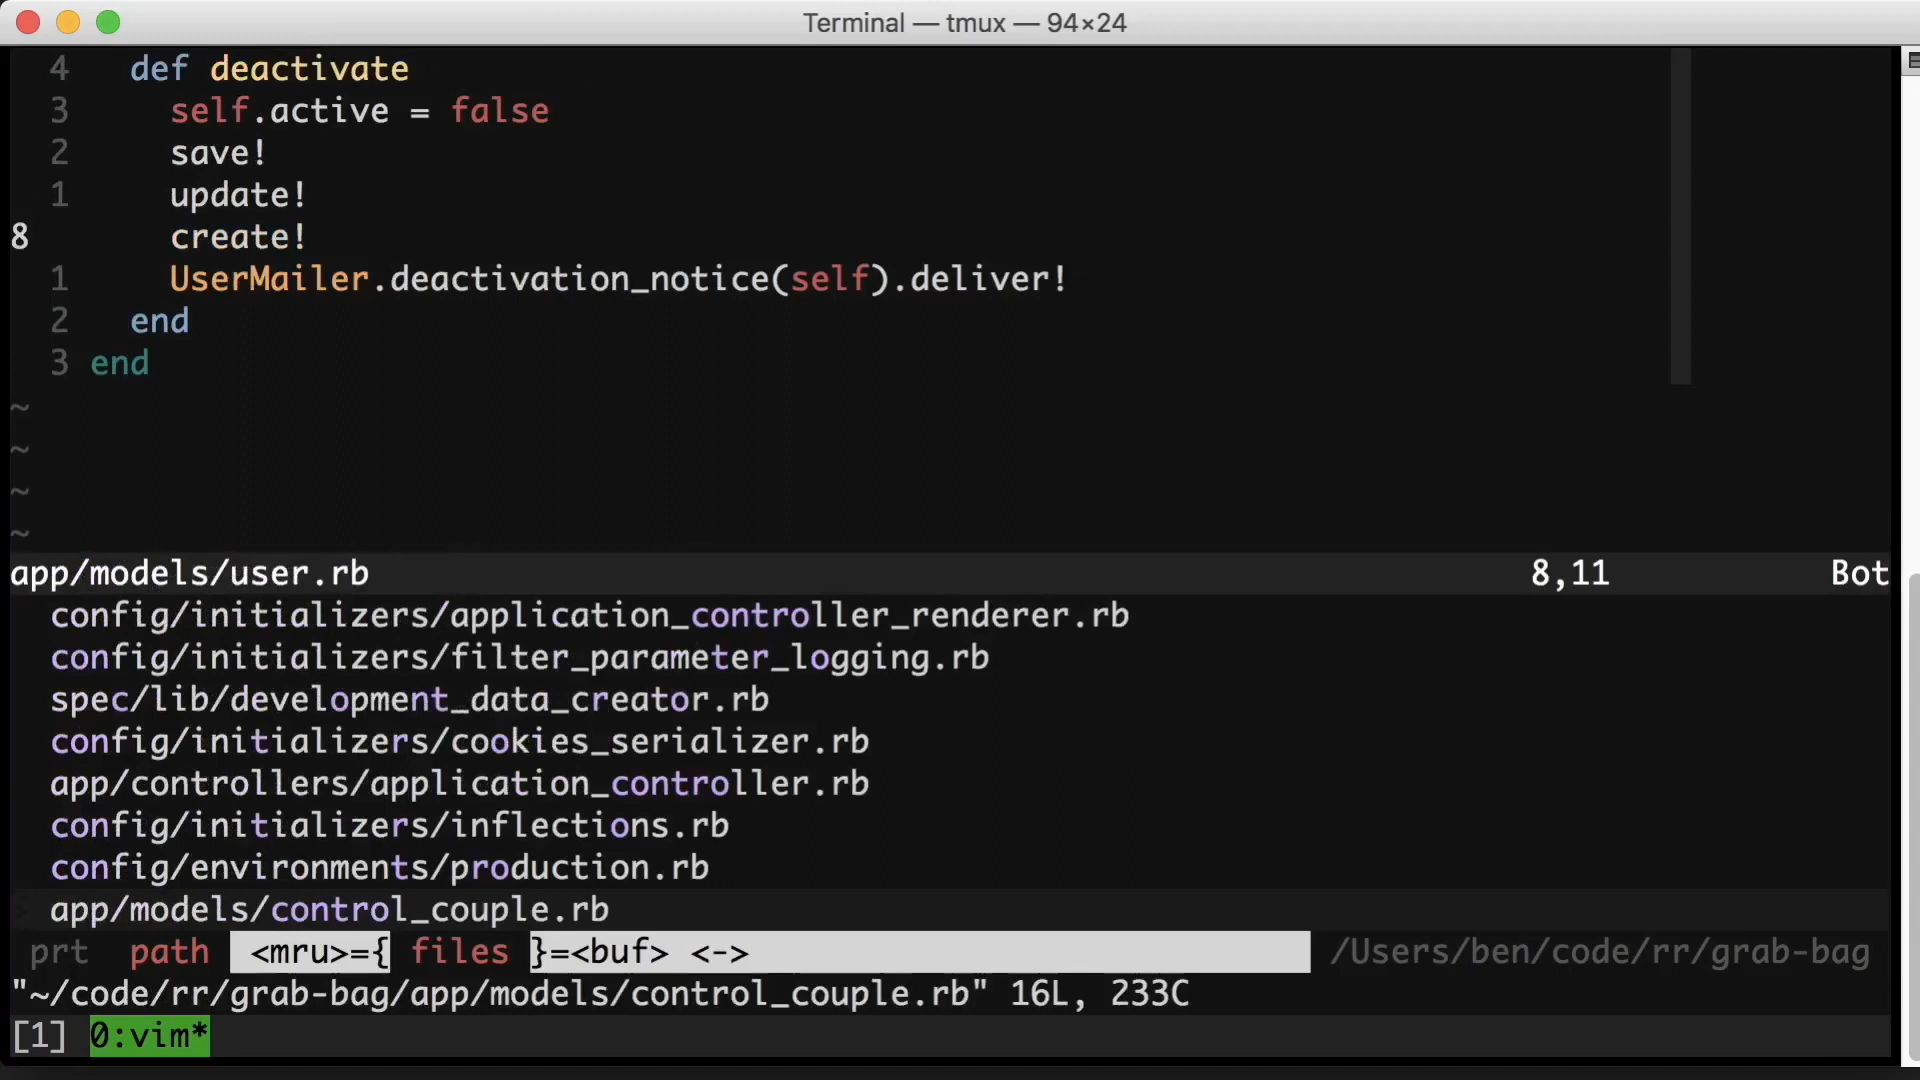 Terminal — tmux — 94×24
4   def deactivate
3     self.active = false
2     save!
1     update!
8     create!
1     UserMailer.deactivation_notice(self).deliver!
2   end
3 end
~
~
~
~
app/models/user.rb 8,11 Bot
config/initializers/application_controller_renderer.rb
config/initializers/filter_parameter_logging.rb
spec/lib/development_data_creator.rb
config/initializers/cookies_serializer.rb
app/controllers/application_controller.rb
config/initializers/inflections.rb
config/environments/production.rb
> app/models/control_couple.rb
prt path <mru>={ files }=<buf> <-> /Users/ben/code/rr/grab-bag
"~/code/rr/grab-bag/app/models/control_couple.rb" 16L, 233C
[1] 0:vim*